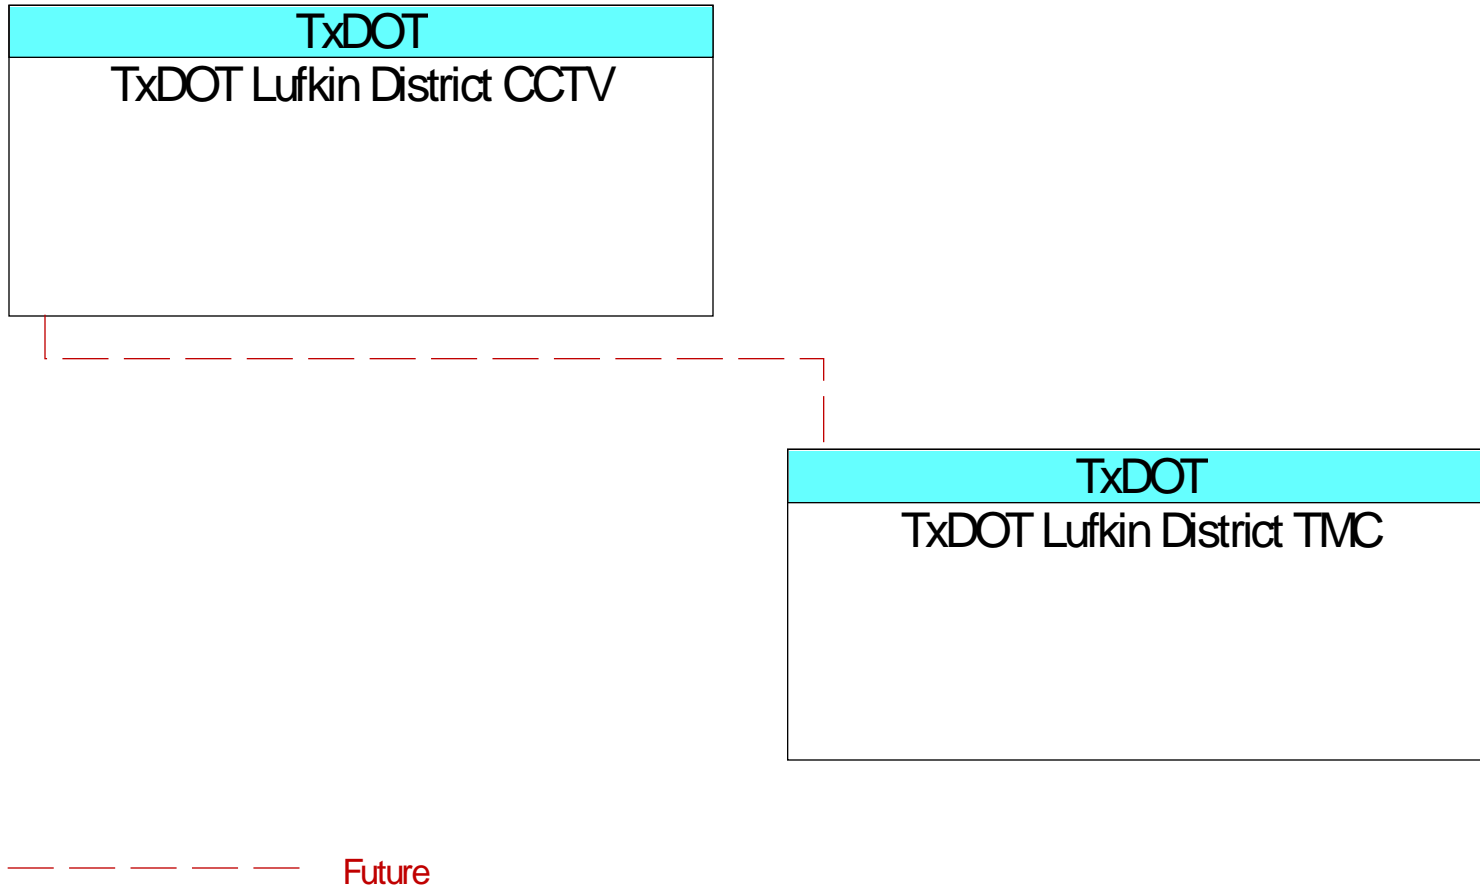 TxDOT
TxDOT Lufkin District CCTV
TxDOT
TxDOT Lufkin District TMC
Future